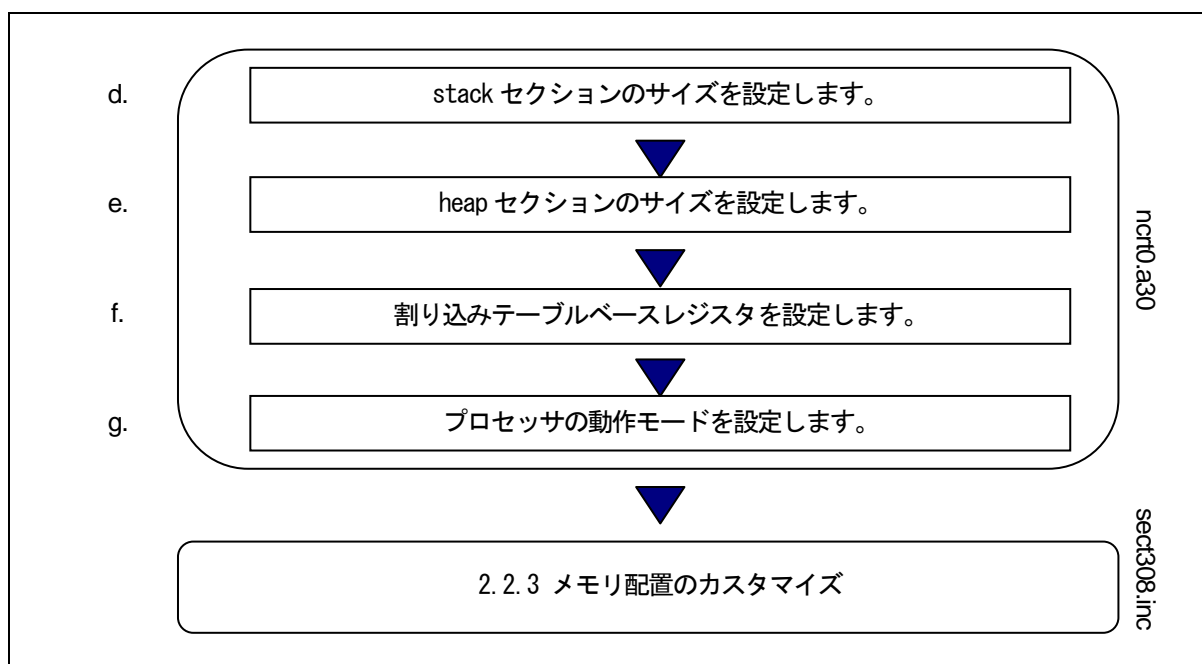 d.
stack セクションのサイズを設定します。
e.
heap セクションのサイズを設定します。
f.
割り込みテーブルベースレジスタを設定します。
g.
プロセッサの動作モードを設定します。
ncrt0.a30
2.2.3 メモリ配置のカスタマイズ
sect308.inc